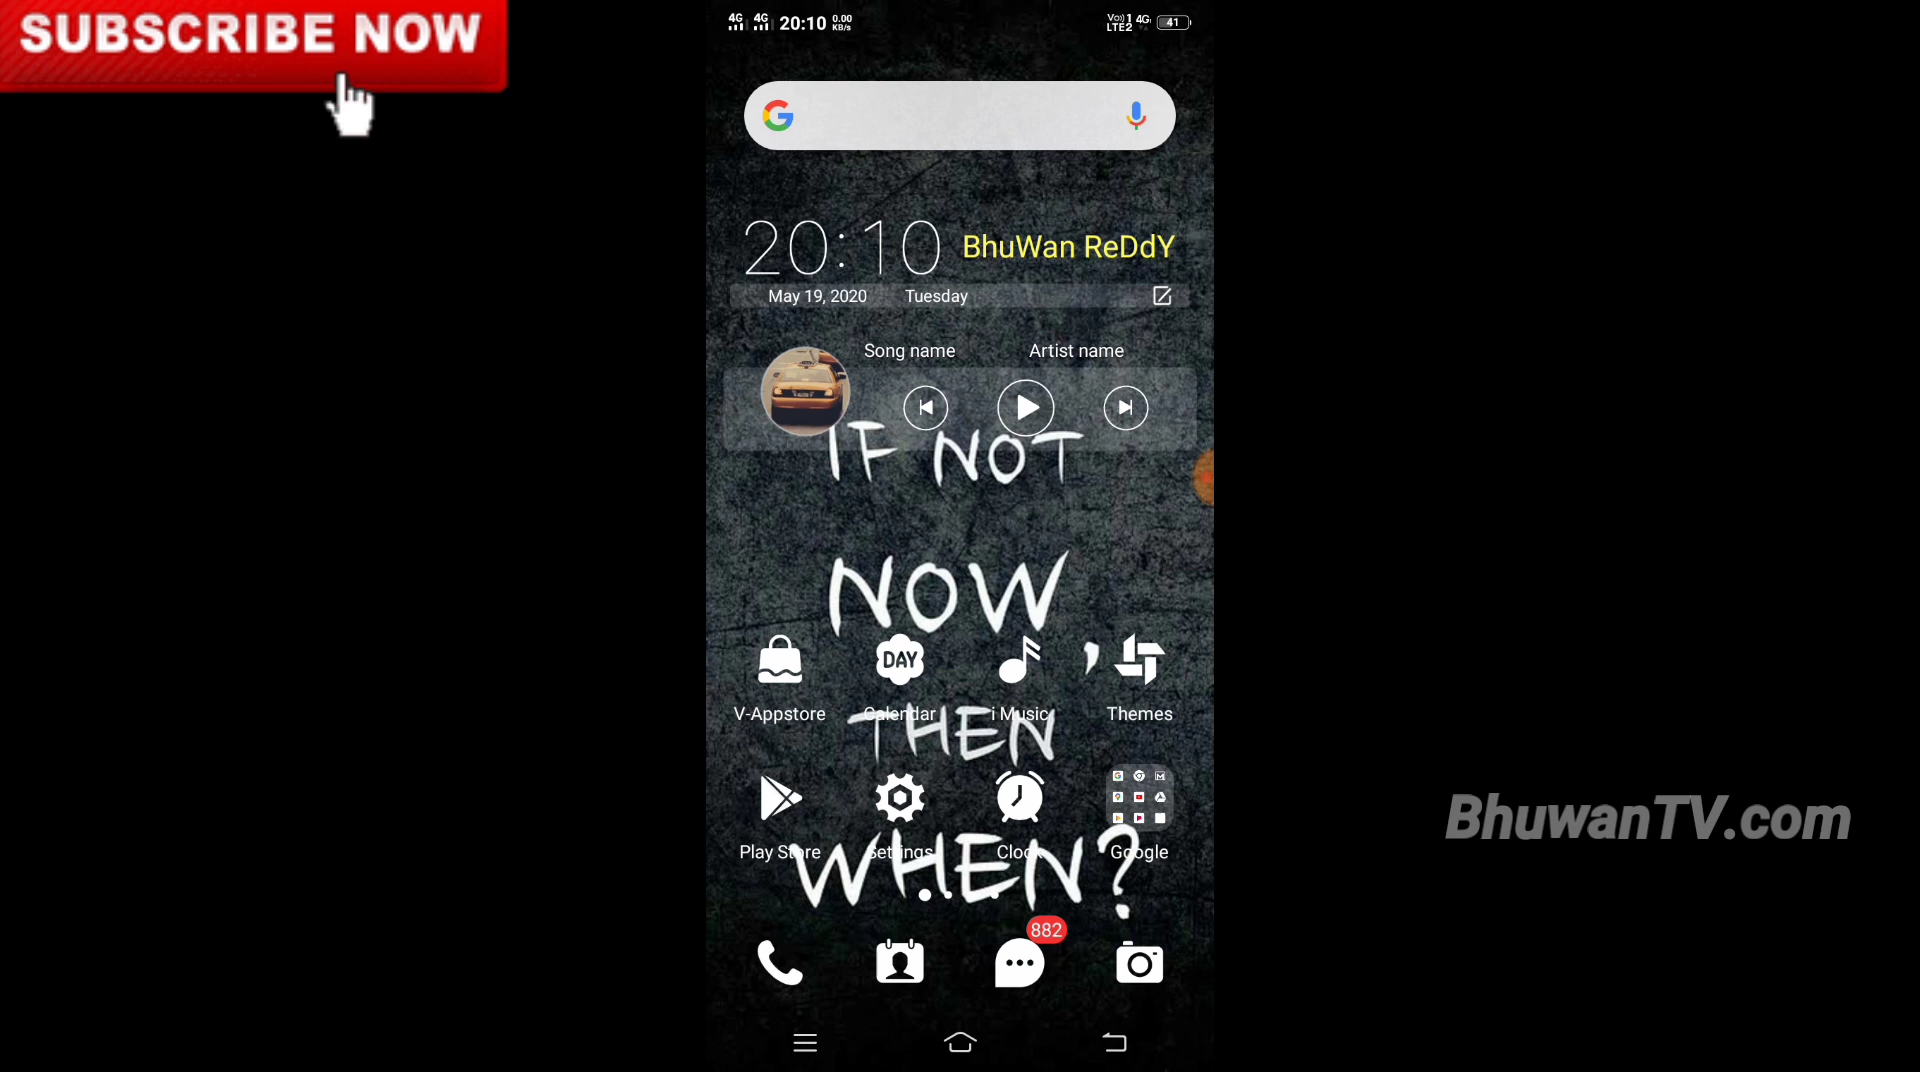 SUBSCRIBE NOW
4G 4G 20:10 0.00 KB/s
Vo)) 1 4G LTE2 41
20:10 BhuWan ReDdY
May 19, 2020 Tuesday
Song name Artist name
IF NOT
NOW
,
DAY
V-Appstore Calendar i Music Themes
THEN
Play Store Settings Clock Google
WHEN?
882
BhuwanTV.com